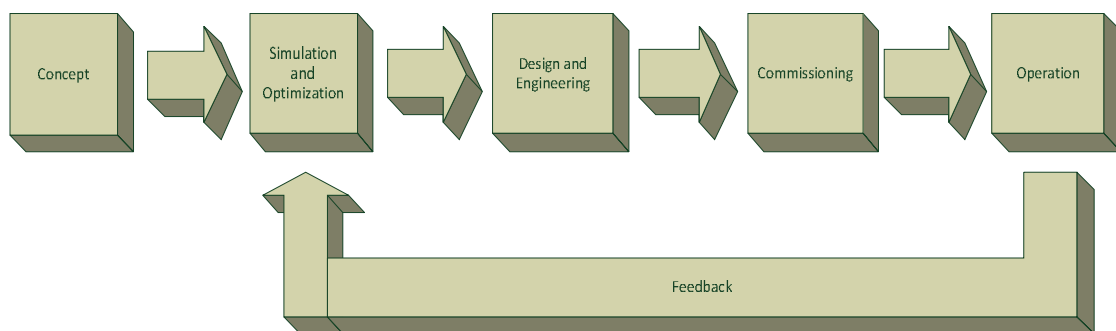 Concept
Simulation
and
Optimization
Design and
Engineering
Commissioning
Operation
Feedback